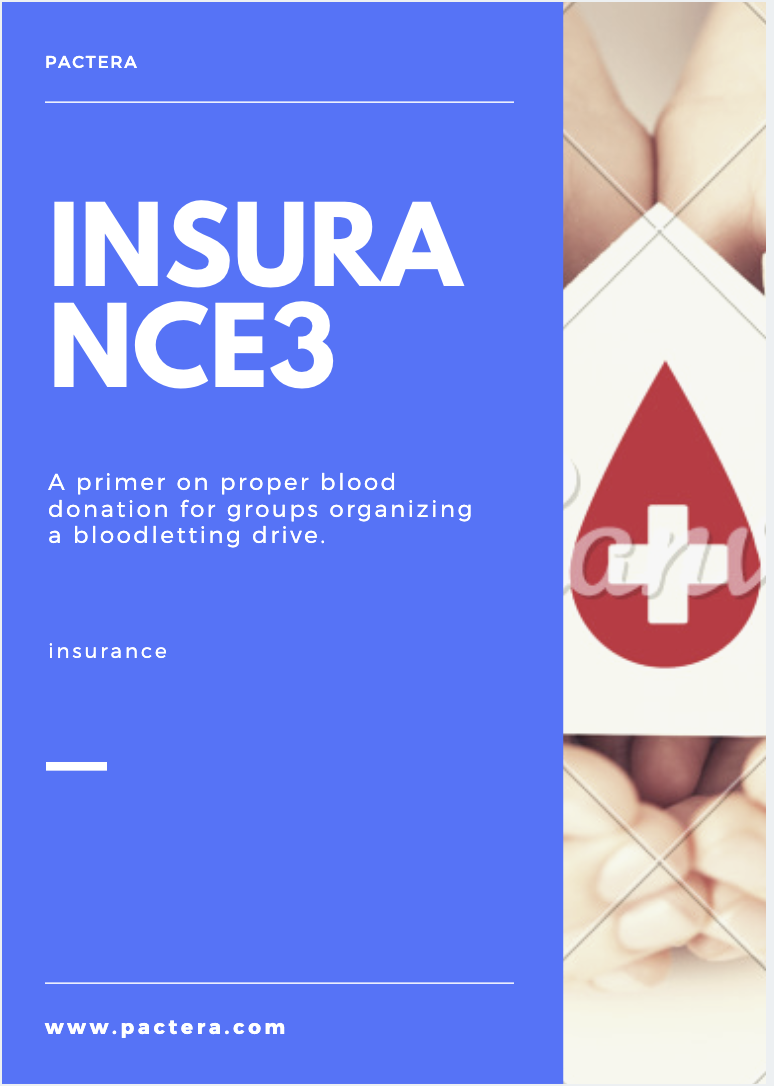 PACTERA
INSURA
NCE3
A primer on proper blood
donation for groups organizing
a bloodletting drive.
insurance
www.pactera.com